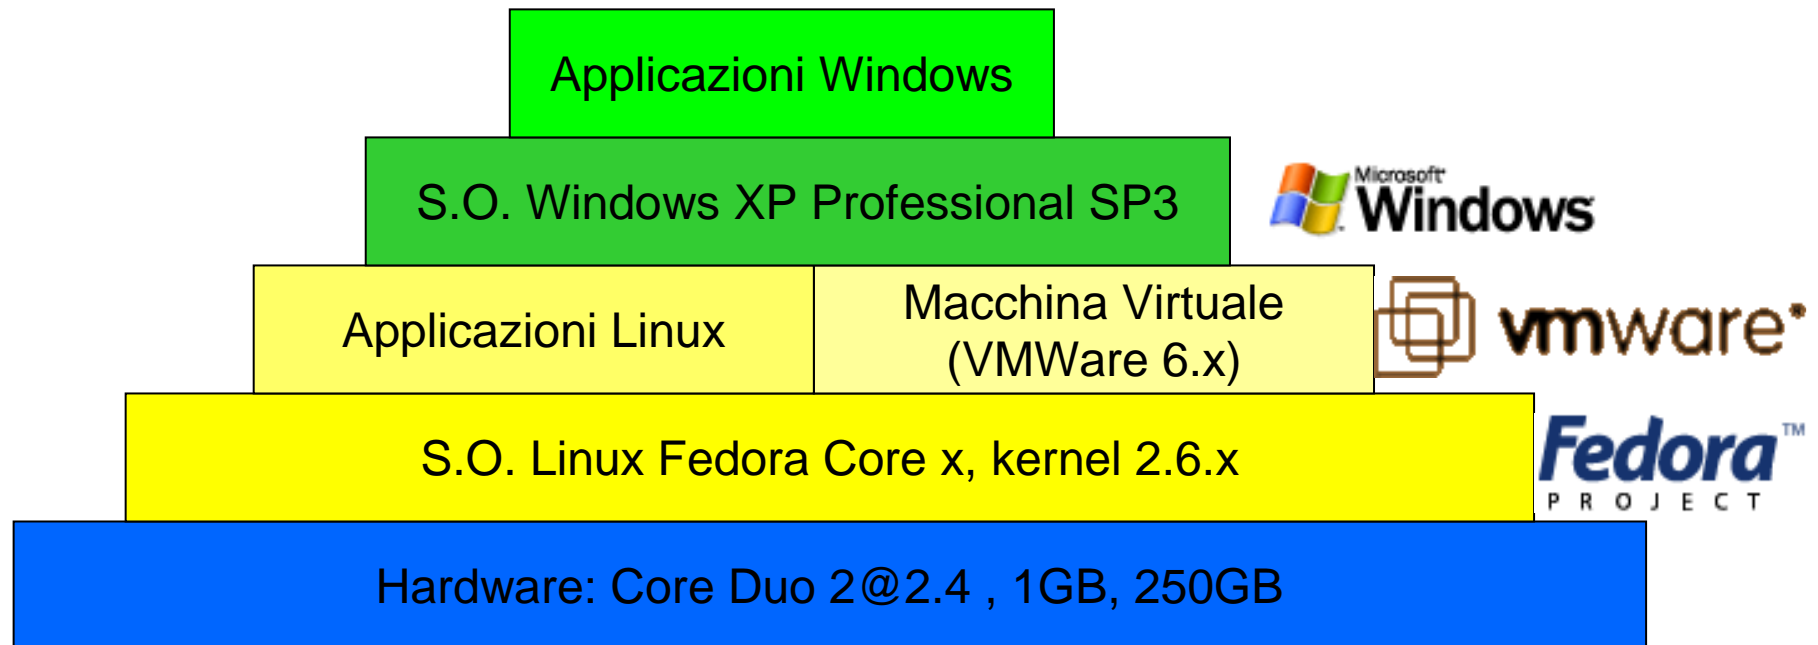 Applicazioni Windows
S.O. Windows XP Professional SP3
Microsoft
Windows
Applicazioni Linux
Macchina Virtuale
(VMWare 6.x)
vmware
S.O. Linux Fedora Core x, kernel 2.6.x
Fedora™
PROJECT
Hardware: Core Duo 2@2.4 , 1GB, 250GB